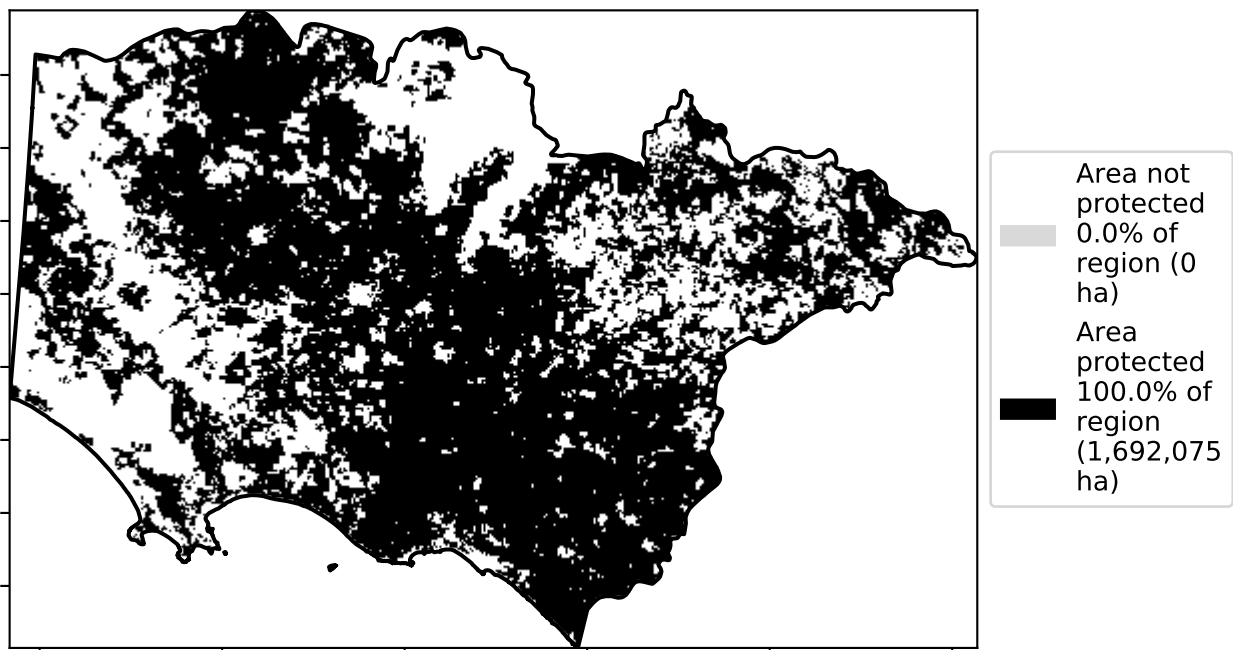 Area not
protected
0.0% of
region (0
ha)
Area
protected
100.0% of
region
(1,692,075
ha)